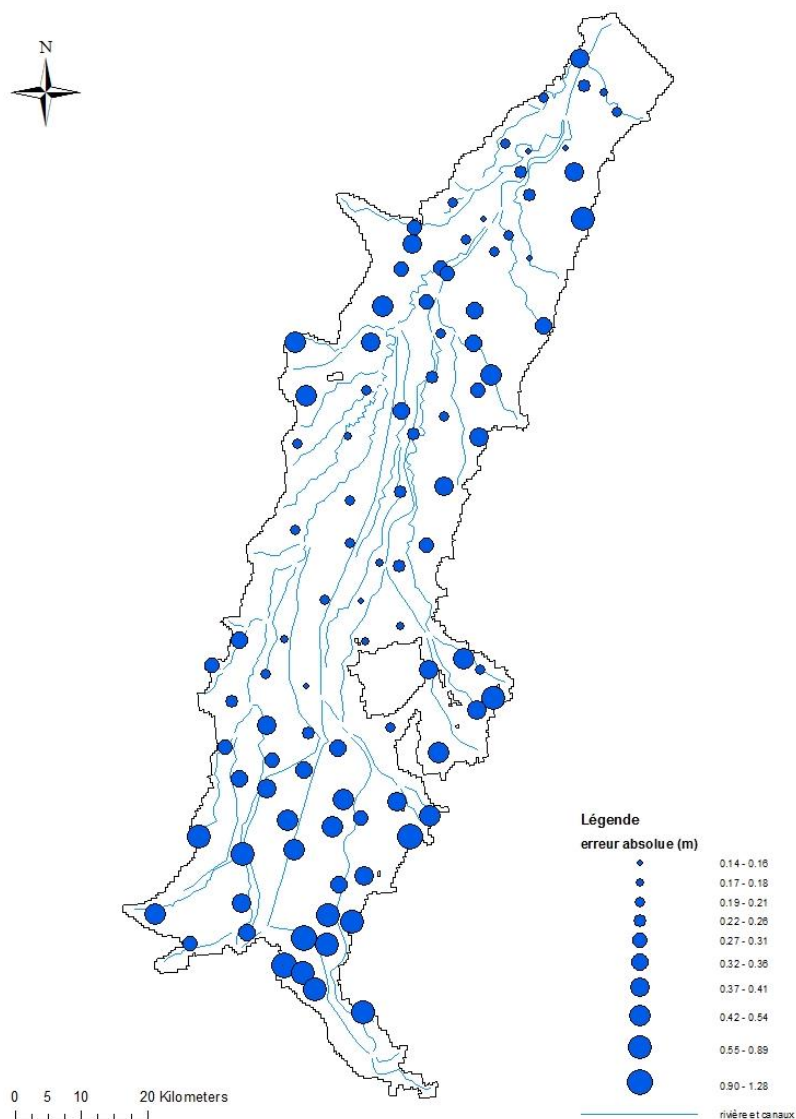 N
Légende
erreur absolue (m)
0.14 - 0.16
0.17 - 0.18
0.19 - 0.21
0.22 - 0.26
0.27 - 0.31
0.32 - 0.36
0.37 - 0.41
0.42 - 0.54
0.55 - 0.89
0.90 - 1.28
rivière et canaux
0 5 10 20 Kilometers